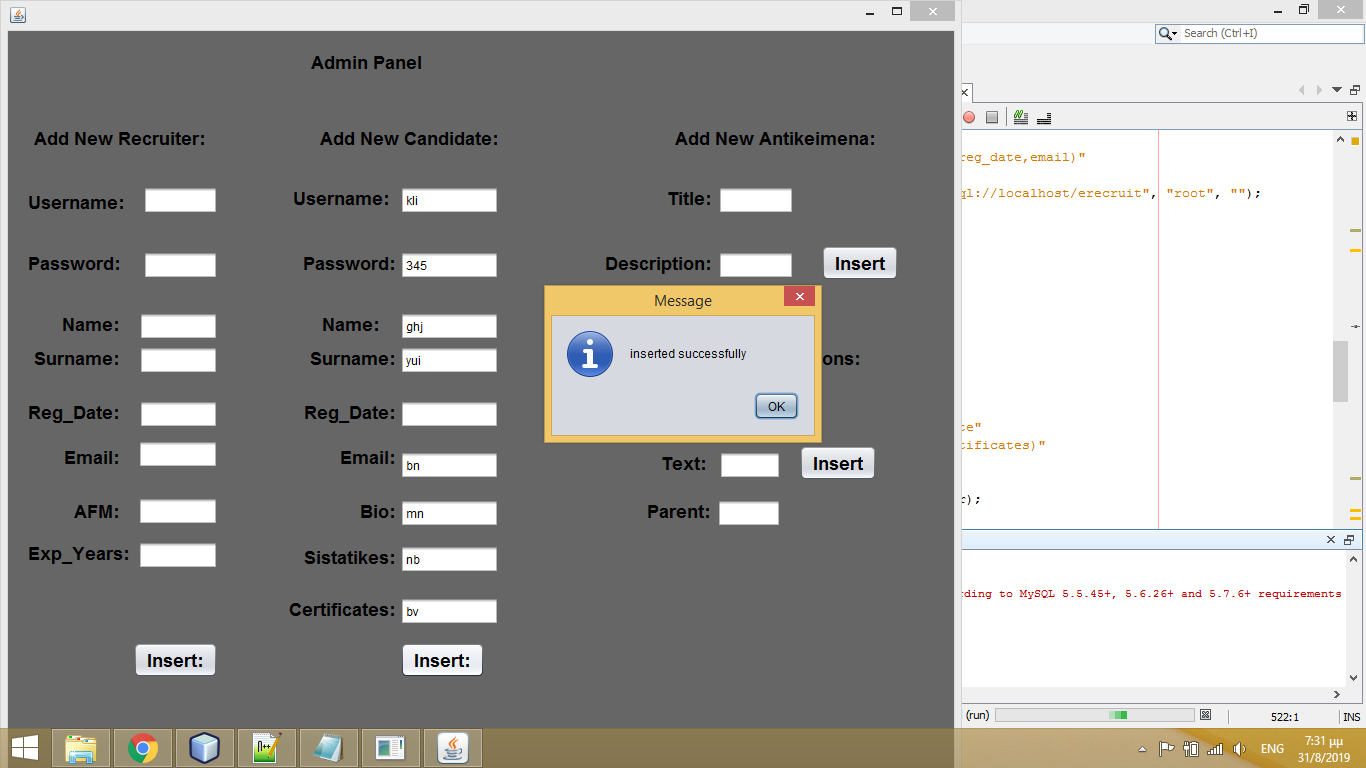 Admin Panel
Add New Recruiter:
Username:
Password:
Name:
Surname:
Reg_Date:
Email:
AFM:
Exp_Years:
Insert:
Add New Candidate:
Username: kli
Password: 345
Name: ghj
Surname: yui
Reg_Date:
Email: bn
Bio: mn
Sistatikes: nb
Certificates: bv
Insert:
Add New Antikeimena:
Title:
Description:
Insert
ons:
Text:
Insert
Parent:
Message
inserted successfully
OK
Search (Ctrl+I)
reg_date,email)"
ql://localhost/erecruit", "root", "");
te"
tificates)"
);
rding to MySQL 5.5.45+, 5.6.26+ and 5.7.6+ requirements
(run)
522:1
INS
ENG
7:31 μμ
31/8/2019